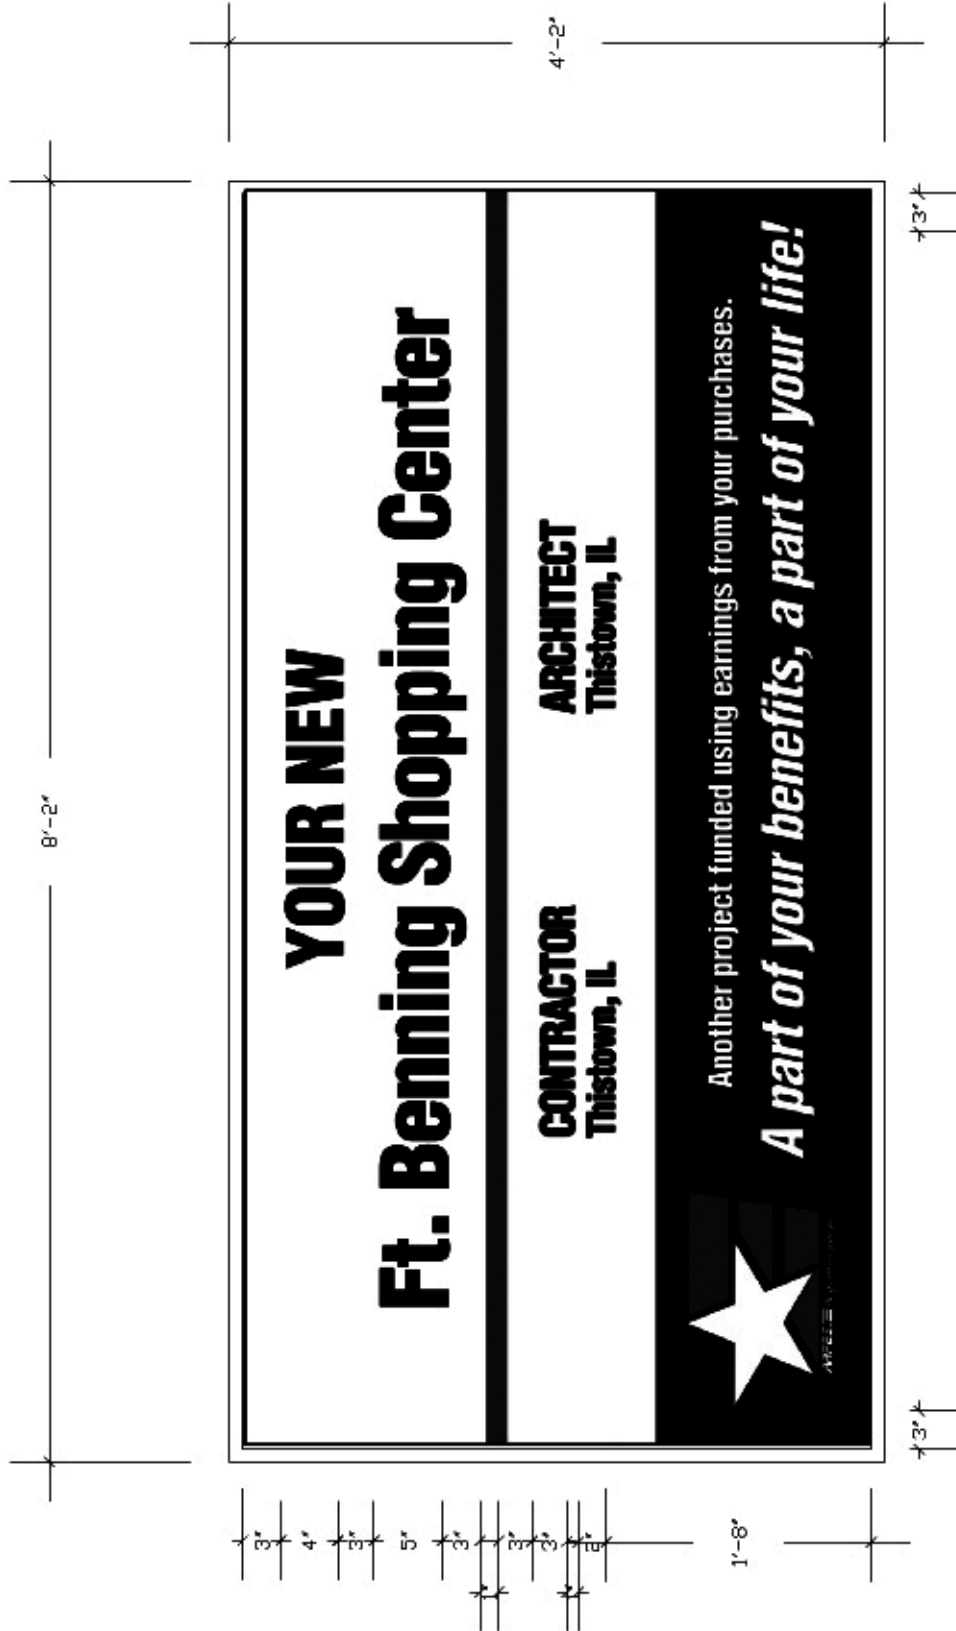 8'-2"
4'-2"
YOUR NEW
Ft. Benning Shopping Center
CONTRACTOR
Thistown, IL
ARCHITECT
Thistown, IL
Another project funded using earnings from your purchases.
A part of your benefits, a part of your life!
3"
4"
3"
5"
3"
1"
3"
3"
2"
1'-8"
3"
3"